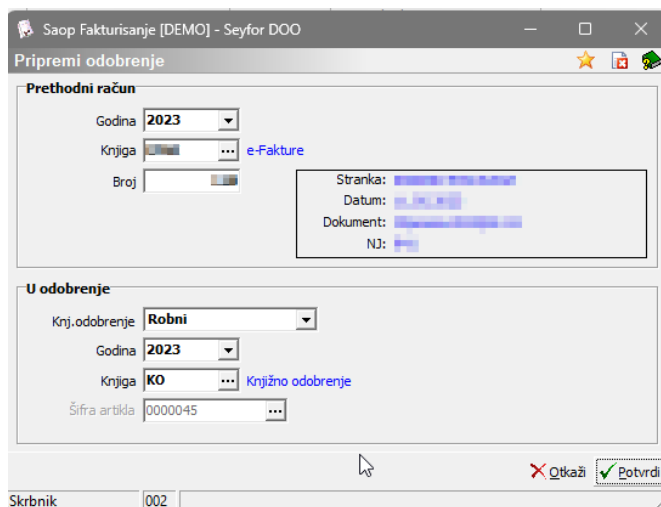 Saop Fakturisanje [DEMO] - Seyfor DOO
Pripremi odobrenje
Prethodni račun
Godina 2023
Knjiga e-Fakture
Broj
Stranka:
Datum:
Dokument:
NJ:
U odobrenje
Knj.odobrenje Robni
Godina 2023
Knjiga KO ... Knjižno odobrenje
Šifra artikla 0000045 ...
Otkaži Potvrdi
Skrbnik 002